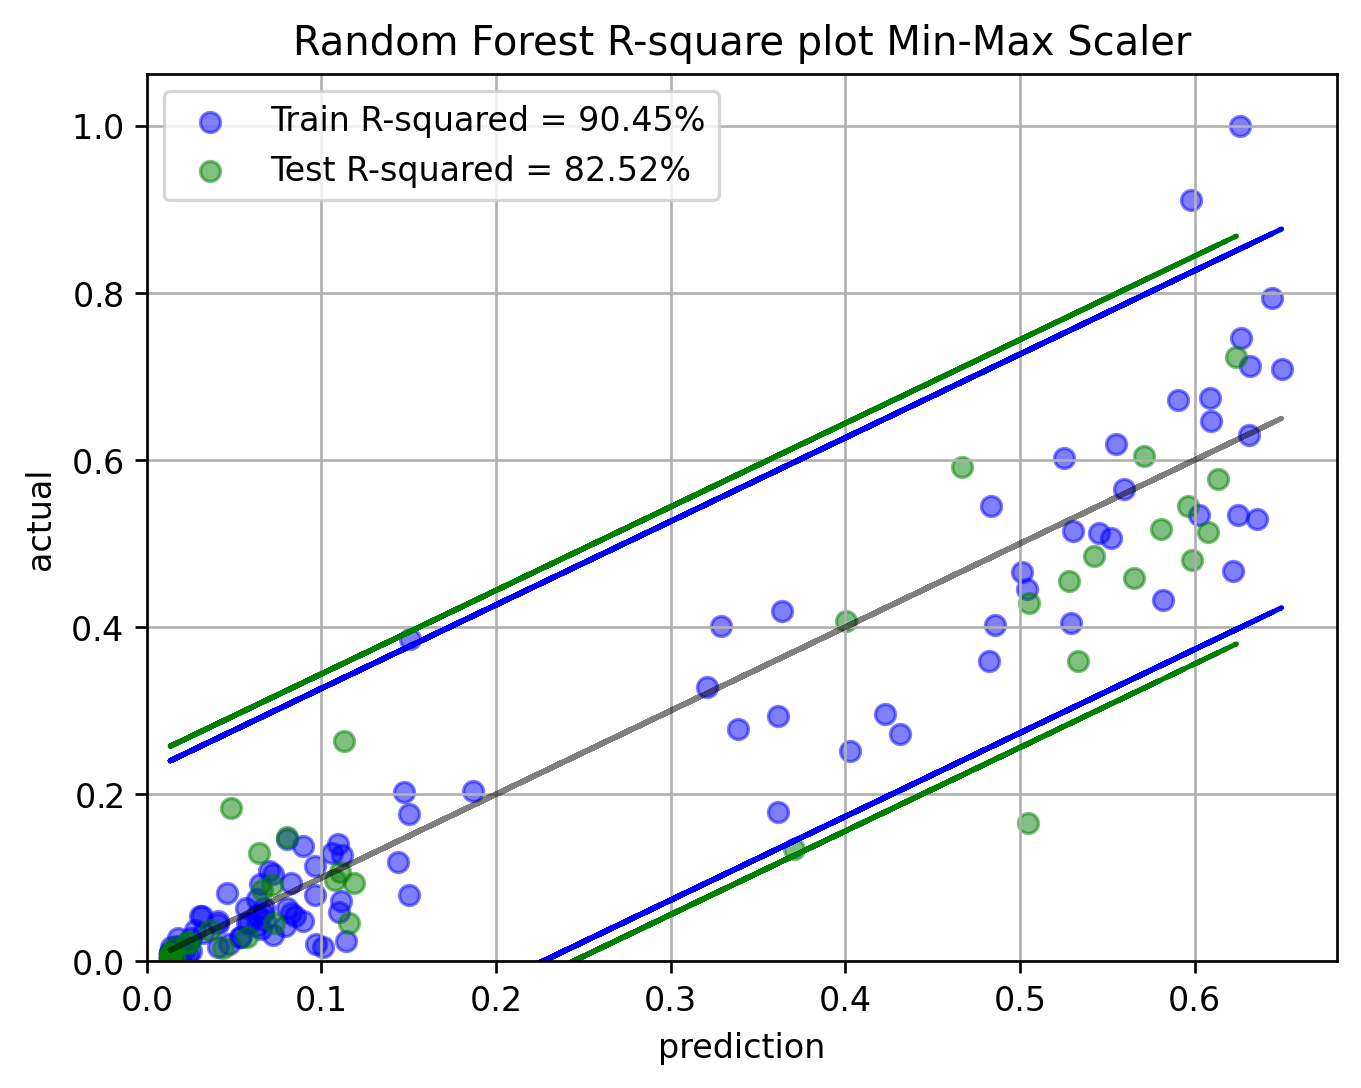 Random Forest R-square plot Min-Max Scaler
Train R-squared = 90.45%
Test R-squared = 82.52%
1.0
0.8
0.6
0.4
0.2
0.0
actual
0.0 0.1 0.2 0.3 0.4 0.5 0.6
prediction